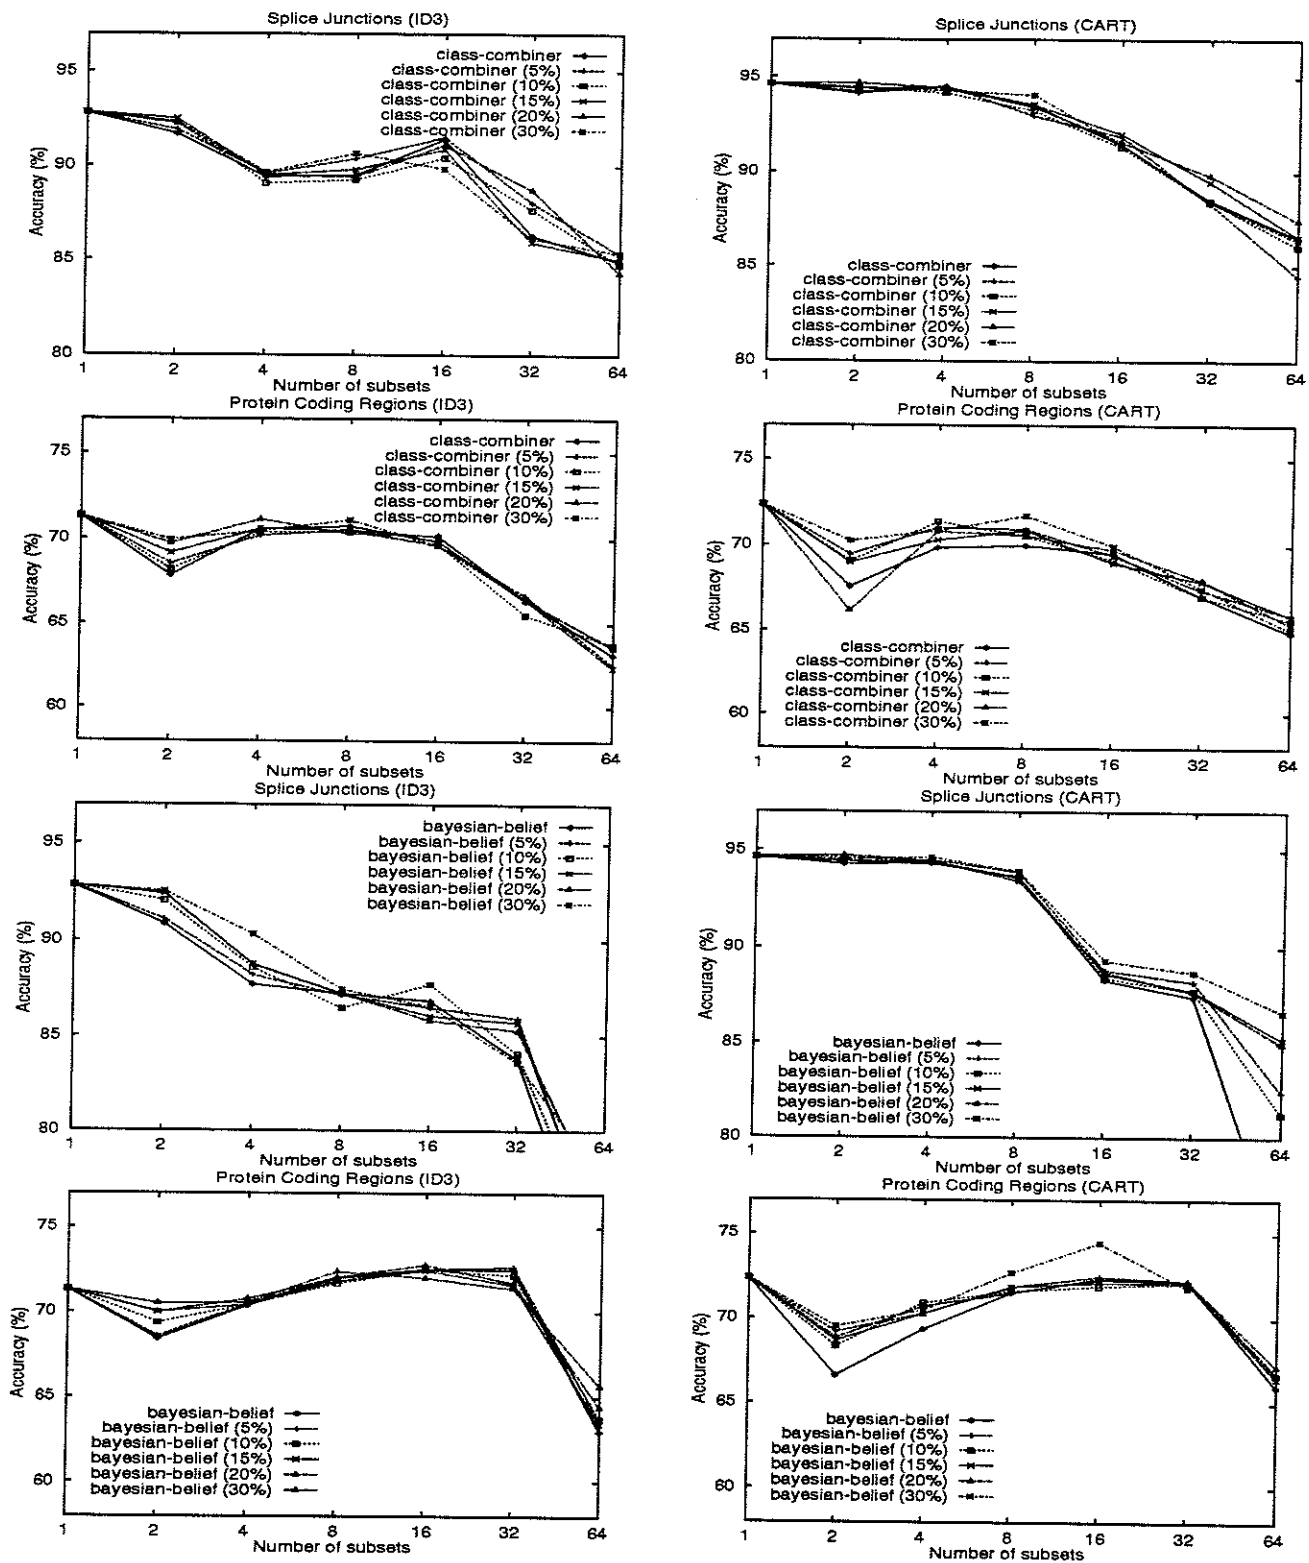 Splice Junctions (ID3)
class-combiner
class-combiner (5%)
class-combiner (10%)
class-combiner (15%)
class-combiner (20%)
class-combiner (30%)
Accuracy (%)
95
90
85
80
1 2 4 8 16 32 64
Number of subsets
Splice Junctions (CART)
Accuracy (%)
95
90
85
80
class-combiner
class-combiner (5%)
class-combiner (10%)
class-combiner (15%)
class-combiner (20%)
class-combiner (30%)
1 2 4 8 16 32 64
Number of subsets
Protein Coding Regions (ID3)
class-combiner
class-combiner (5%)
class-combiner (10%)
class-combiner (15%)
class-combiner (20%)
class-combiner (30%)
Accuracy (%)
75
70
65
60
1 2 4 8 16 32 64
Number of subsets
Protein Coding Regions (CART)
Accuracy (%)
75
70
65
60
class-combiner
class-combiner (5%)
class-combiner (10%)
class-combiner (15%)
class-combiner (20%)
class-combiner (30%)
1 2 4 8 16 32 64
Number of subsets
Splice Junctions (ID3)
bayesian-belief
bayesian-belief (5%)
bayesian-belief (10%)
bayesian-belief (15%)
bayesian-belief (20%)
bayesian-belief (30%)
Accuracy (%)
95
90
85
80
1 2 4 8 16 32 64
Number of subsets
Splice Junctions (CART)
Accuracy (%)
95
90
85
80
bayesian-belief
bayesian-belief (5%)
bayesian-belief (10%)
bayesian-belief (15%)
bayesian-belief (20%)
bayesian-belief (30%)
1 2 4 8 16 32 64
Number of subsets
Protein Coding Regions (ID3)
Accuracy (%)
75
70
65
60
bayesian-belief
bayesian-belief (5%)
bayesian-belief (10%)
bayesian-belief (15%)
bayesian-belief (20%)
bayesian-belief (30%)
1 2 4 8 16 32 64
Number of subsets
Protein Coding Regions (CART)
Accuracy (%)
75
70
65
60
bayesian-belief
bayesian-belief (5%)
bayesian-belief (10%)
bayesian-belief (15%)
bayesian-belief (20%)
bayesian-belief (30%)
1 2 4 8 16 32 64
Number of subsets